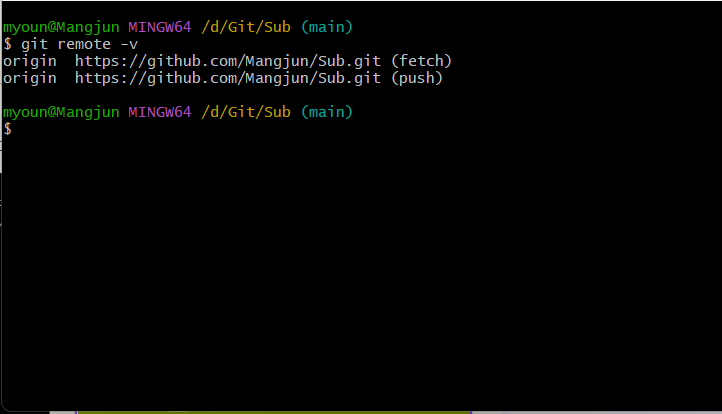 myoun@Mangjun MINGW64 /d/Git/Sub (main)
$ git remote -v
origin  https://github.com/Mangjun/Sub.git (fetch)
origin  https://github.com/Mangjun/Sub.git (push)
myoun@Mangjun MINGW64 /d/Git/Sub (main)
$